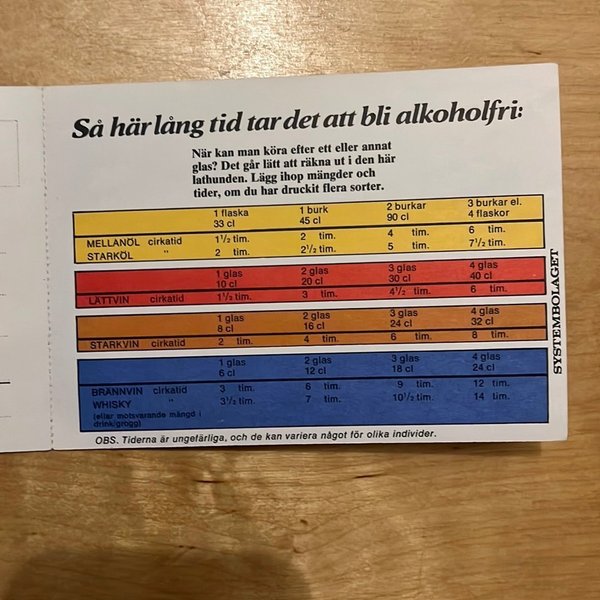 Så här lång tid tar det att bli alkoholfri:
När kan man köra efter ett eller annat
glas? Det går lätt att räkna ut i den här
lathunden. Lägg ihop mängder och
tider, om du har druckit flera sorter.
1 flaska 1 burk 2 burkar 3 burkar el.
33 cl 45 cl 90 cl 4 flaskor
MELLANÖL cirkatid 1½ tim. 2 tim. 4 tim. 6 tim.
STARKÖL " 2 tim. 2½ tim. 5 tim. 7½ tim.
1 glas 2 glas 3 glas 4 glas
10 cl 20 cl 30 cl 40 cl
LÄTTVIN cirkatid 1½ tim. 3 tim. 4½ tim. 6 tim.
1 glas 2 glas 3 glas 4 glas
8 cl 16 cl 24 cl 32 cl
STARKVIN cirkatid 2 tim. 4 tim. 6 tim. 8 tim.
1 glas 2 glas 3 glas 4 glas
6 cl 12 cl 18 cl 24 cl
BRÄNNVIN cirkatid 3 tim. 6 tim. 9 tim. 12 tim.
WHISKY " 3½ tim. 7 tim. 10½ tim. 14 tim.
(eller motsvarande mängd i
drink/grogg)
OBS. Tiderna är ungefärliga, och de kan variera något för olika individer.
SYSTEMBOLAGET